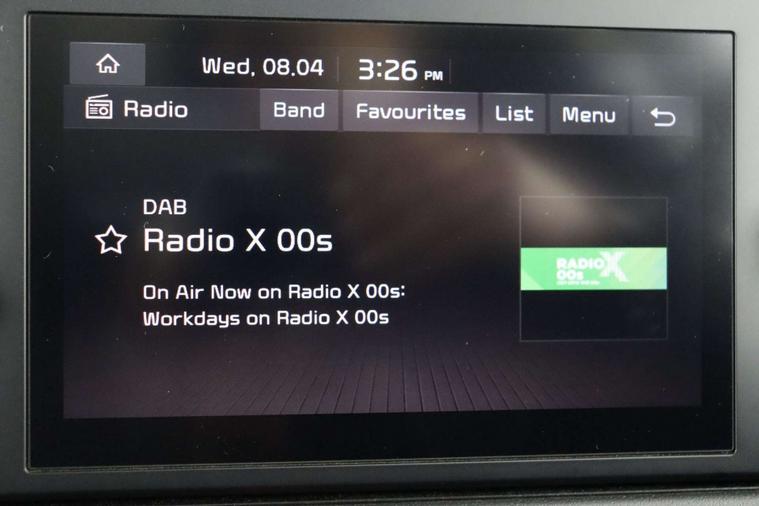 Wed, 08.04 3:26 PM
Radio Band Favourites List Menu
DAB
Radio X 00s
On Air Now on Radio X 00s:
Workdays on Radio X 00s
RADIO X
00s